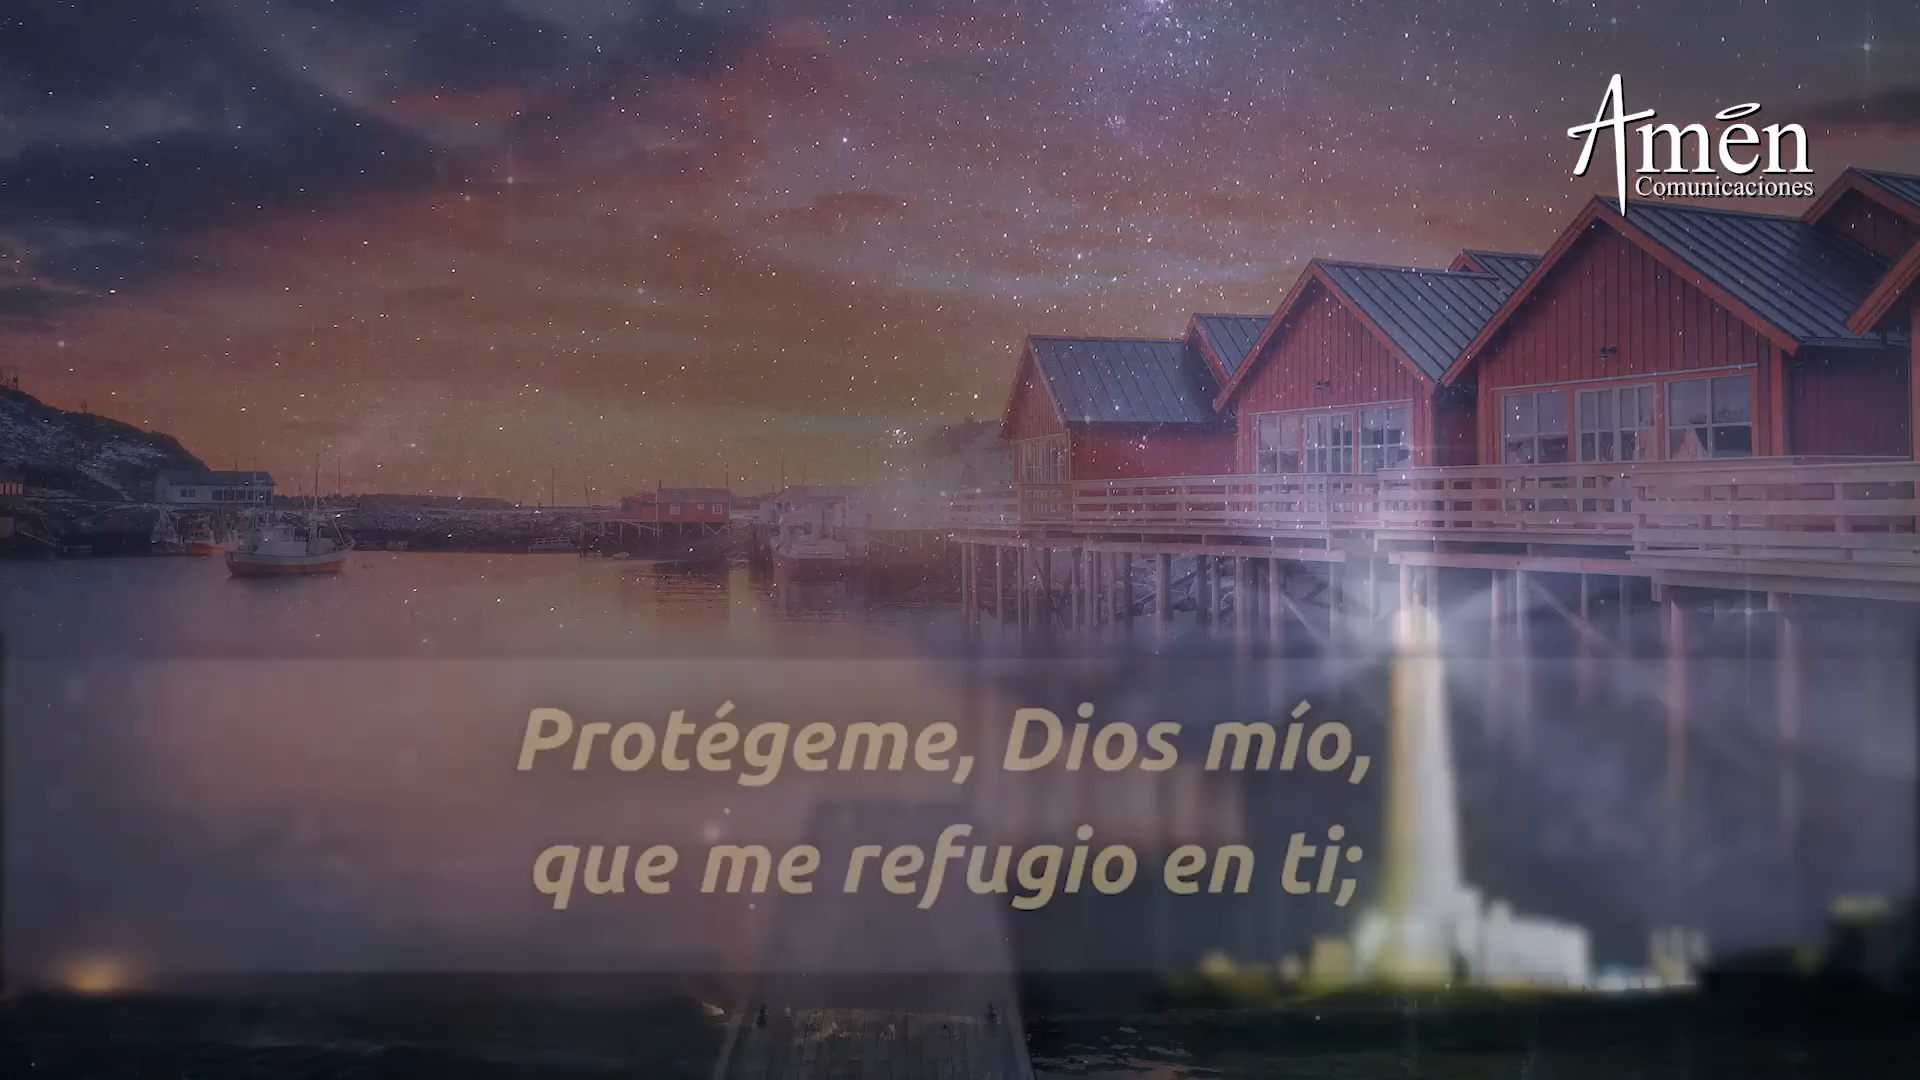 Amén
Comunicaciones
Protégeme, Dios mío,
que me refugio en ti;